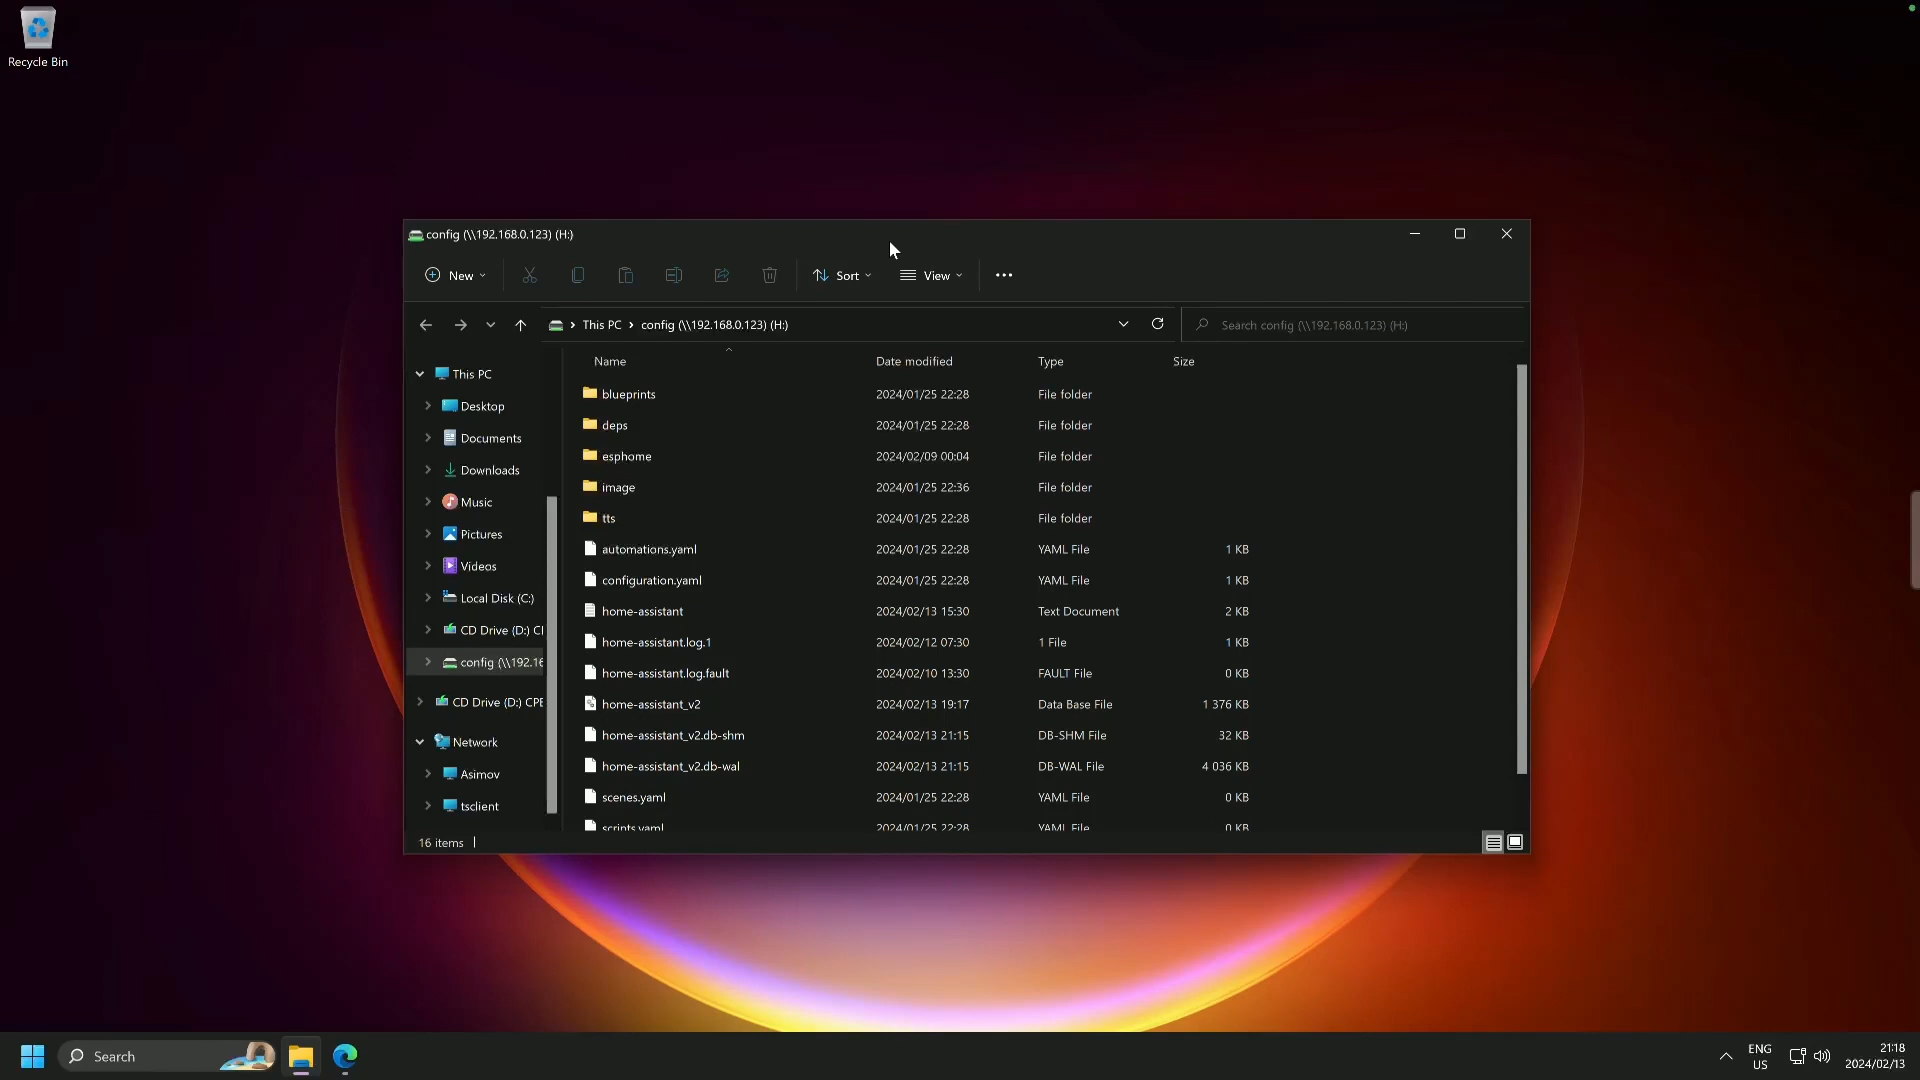 Recycle Bin
config (\\192.168.0.123) (H:)
New
Sort
View
This PC
config (\\192.168.0.123) (H:)
Search config (\\192.168.0.123) (H:)
Name Date modified Type Size
This PC
Desktop
Documents
Downloads
Music
Pictures
Videos
Local Disk (C:)
CD Drive (D:) CI
config (\\192.16
CD Drive (D:) CPE
Network
Asimov
tsclient
blueprints 2024/01/25 22:28 File folder
deps 2024/01/25 22:28 File folder
esphome 2024/02/09 00:04 File folder
image 2024/01/25 22:36 File folder
tts 2024/01/25 22:28 File folder
automations.yaml 2024/01/25 22:28 YAML File 1 KB
configuration.yaml 2024/01/25 22:28 YAML File 1 KB
home-assistant 2024/02/13 15:30 Text Document 2 KB
home-assistant.log.1 2024/02/12 07:30 1 File 1 KB
home-assistant.log.fault 2024/02/10 13:30 FAULT File 0 KB
home-assistant_v2 2024/02/13 19:17 Data Base File 1 376 KB
home-assistant_v2.db-shm 2024/02/13 21:15 DB-SHM File 32 KB
home-assistant_v2.db-wal 2024/02/13 21:15 DB-WAL File 4 036 KB
scenes.yaml 2024/01/25 22:28 YAML File 0 KB
scripts.yaml 2024/01/25 22:28 YAML File 0 KB
16 items
Search
ENG
US
21:18
2024/02/13